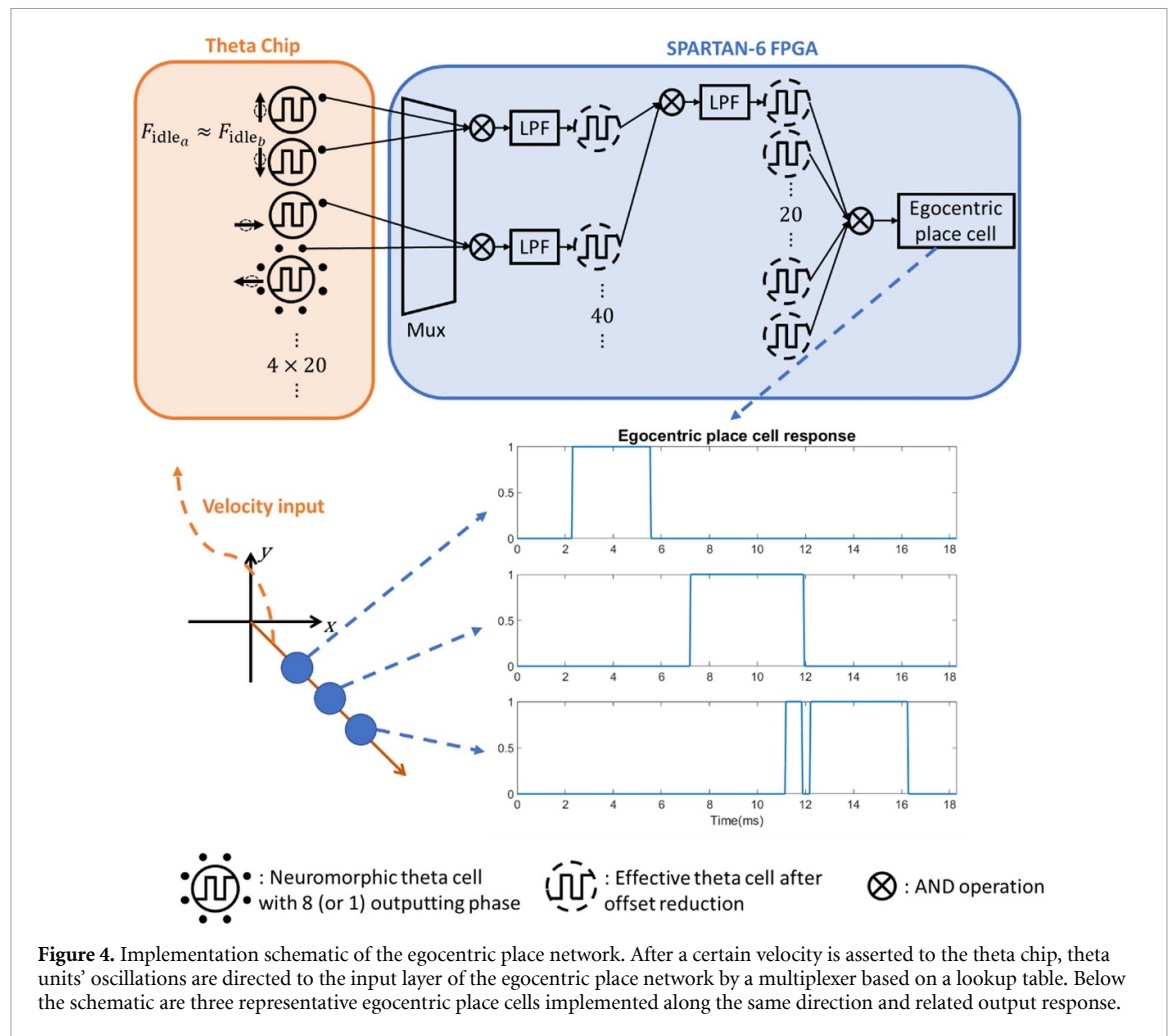 Theta Chip
SPARTAN-6 FPGA
F_idle_a ≈ F_idle_b
LPF
LPF
LPF
Mux
⋮
4 × 20
⋮
⋮
40
⋮
⋮
20
⋮
Egocentric
place cell
Velocity input
y
x
Egocentric place cell response
1
0.5
0
0 2 4 6 8 10 12 14 16 18
1
0.5
0
0 2 4 6 8 10 12 14 16 18
1
0.5
0
0 2 4 6 8 10 12 14 16 18
Time(ms)
: Neuromorphic theta cell
with 8 (or 1) outputting phase
: Effective theta cell after
offset reduction
: AND operation
Figure 4. Implementation schematic of the egocentric place network. After a certain velocity is asserted to the theta chip, theta
units’ oscillations are directed to the input layer of the egocentric place network by a multiplexer based on a lookup table. Below
the schematic are three representative egocentric place cells implemented along the same direction and related output response.